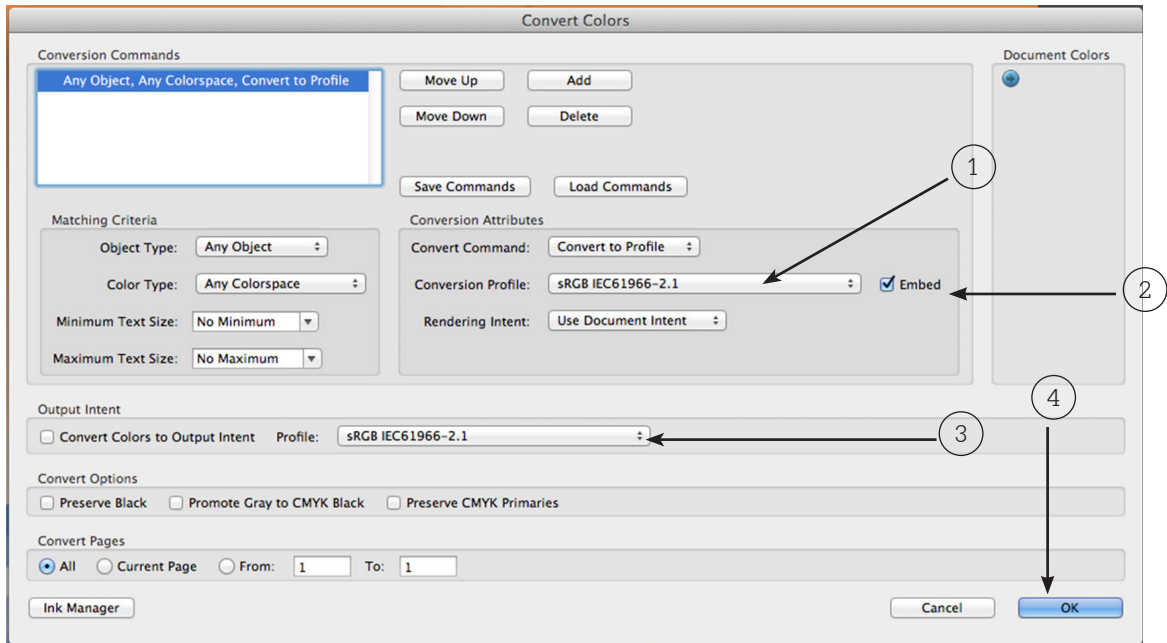 Convert Colors
Conversion Commands
Document Colors
Any Object, Any Colorspace, Convert to Profile
Move Up
Add
Move Down
Delete
1
Save Commands
Load Commands
Matching Criteria
Conversion Attributes
Object Type: Any Object
Convert Command: Convert to Profile
Color Type: Any Colorspace
Conversion Profile: sRGB IEC61966-2.1
Embed
2
Minimum Text Size: No Minimum
Rendering Intent: Use Document Intent
Maximum Text Size: No Maximum
4
Output Intent
Convert Colors to Output Intent Profile: sRGB IEC61966-2.1
3
Convert Options
Preserve Black Promote Gray to CMYK Black Preserve CMYK Primaries
Convert Pages
All Current Page From: 1 To: 1
Ink Manager
Cancel
OK